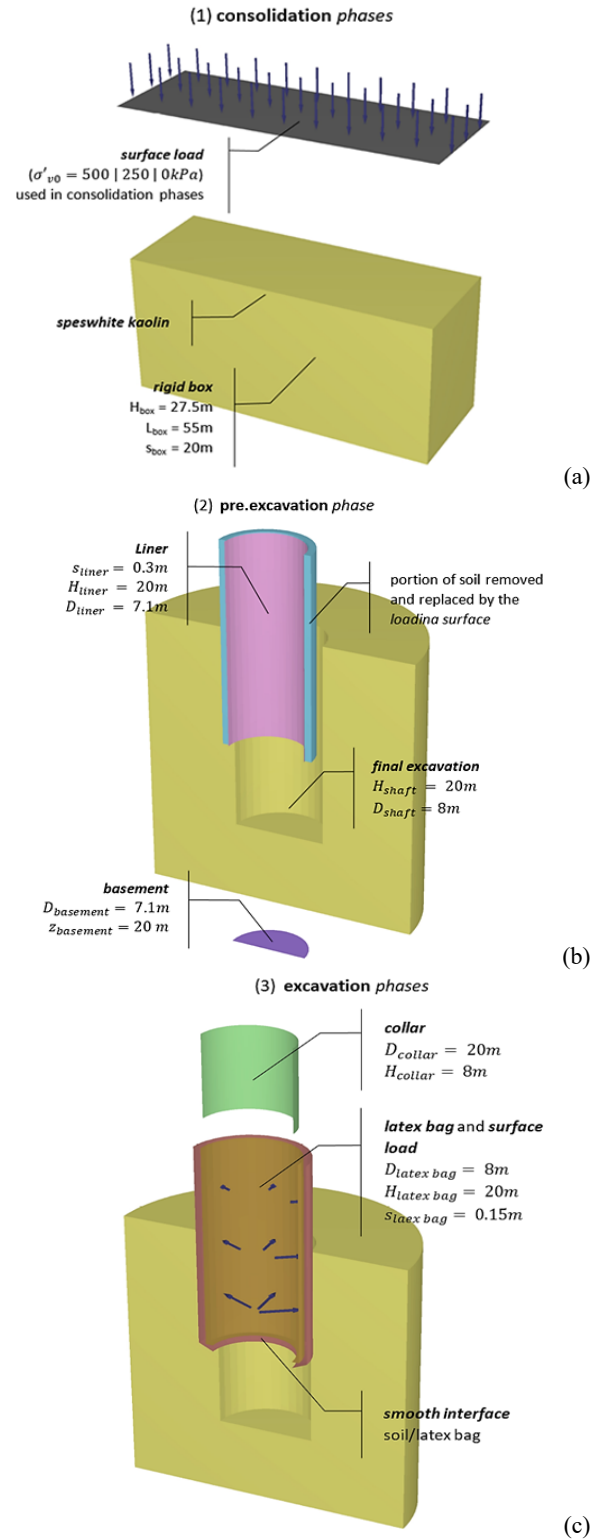 (1) consolidation phases
surface load
(σ'v0 = 500 | 250 | 0kPa)
used in consolidation phases
speswhite kaolin
rigid box
Hbox = 27.5m
Lbox = 55m
sbox = 20m
(a)
(2) pre.excavation phase
Liner
sliner = 0.3m
Hliner = 20m
Dliner = 7.1m
portion of soil removed
and replaced by the
loadina surface
final excavation
Hshaft = 20m
Dshaft = 8m
basement
Dbasement = 7.1m
zbasement = 20 m
(b)
(3) excavation phases
collar
Dcollar = 20m
Hcollar = 8m
latex bag and surface
load
Dlatex bag = 8m
Hlatex bag = 20m
slaex bag = 0.15m
smooth interface
soil/latex bag
(c)